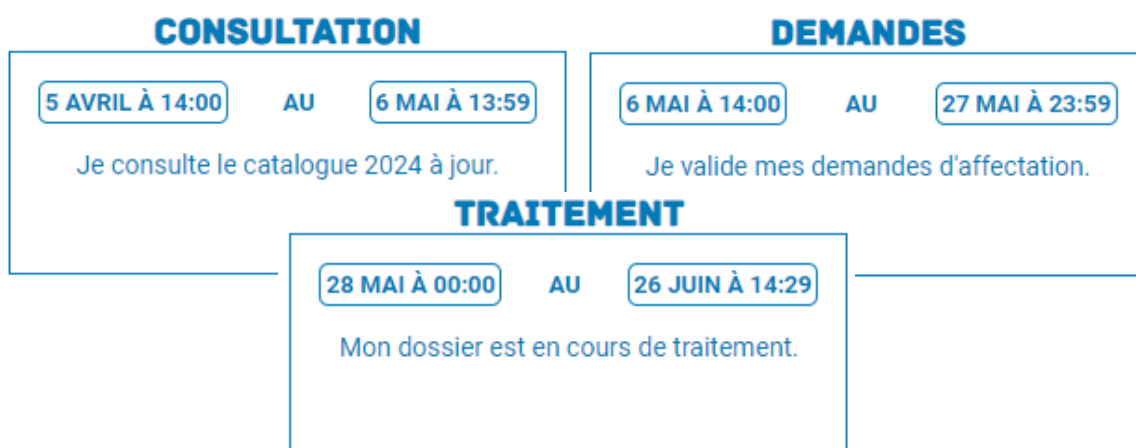 CONSULTATION
5 AVRIL À 14:00 AU 6 MAI À 13:59
Je consulte le catalogue 2024 à jour.
DEMANDES
6 MAI À 14:00 AU 27 MAI À 23:59
Je valide mes demandes d'affectation.
TRAITEMENT
28 MAI À 00:00 AU 26 JUIN À 14:29
Mon dossier est en cours de traitement.